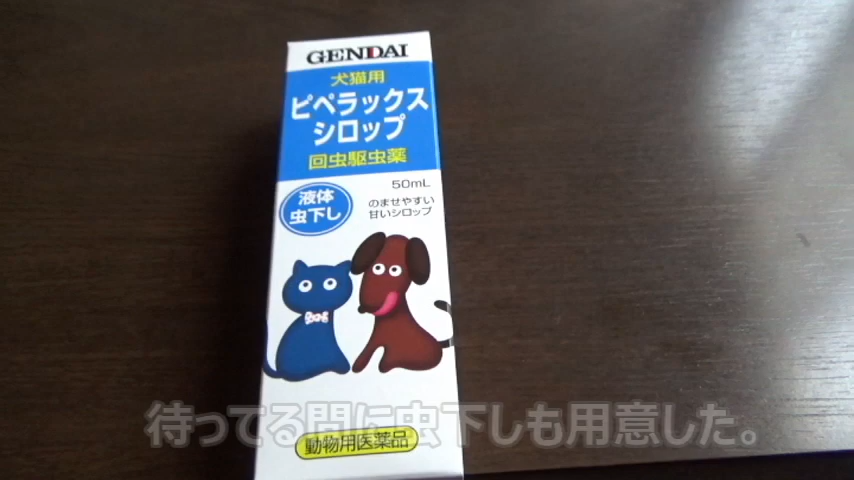 GENDAI
犬猫用
ピペラックス
シロップ
回虫駆虫薬
50mL
液体
虫下し
のませやすい
甘いシロップ
待ってる間に虫下しも用意した。
動物用医薬品